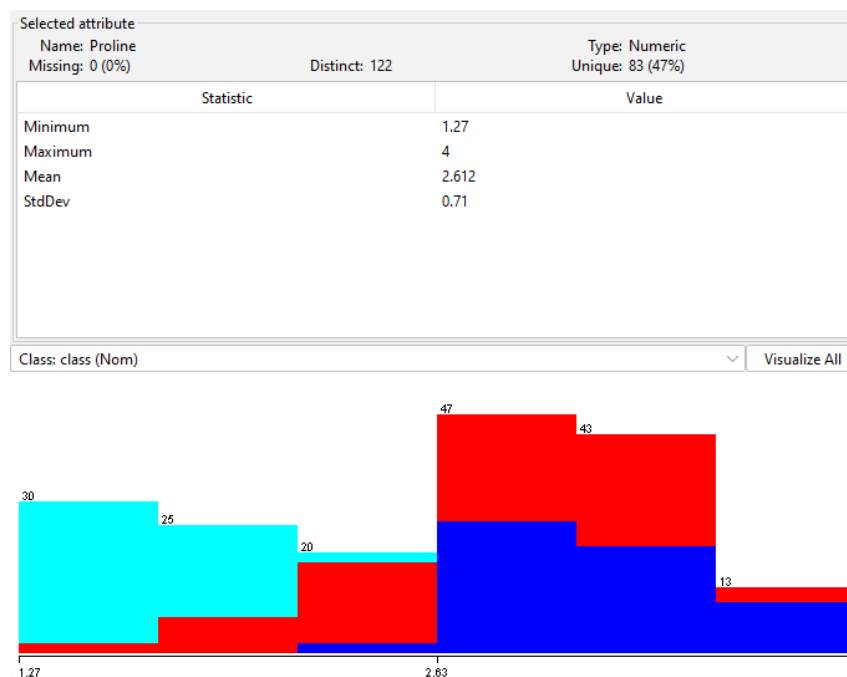 Selected attribute
Name: Proline Type: Numeric
Missing: 0 (0%) Distinct: 122 Unique: 83 (47%)
Statistic Value
Minimum 1.27
Maximum 4
Mean 2.612
StdDev 0.71
Class: class (Nom) Visualize All
47
43
30
25
20
13
1.27 2.63